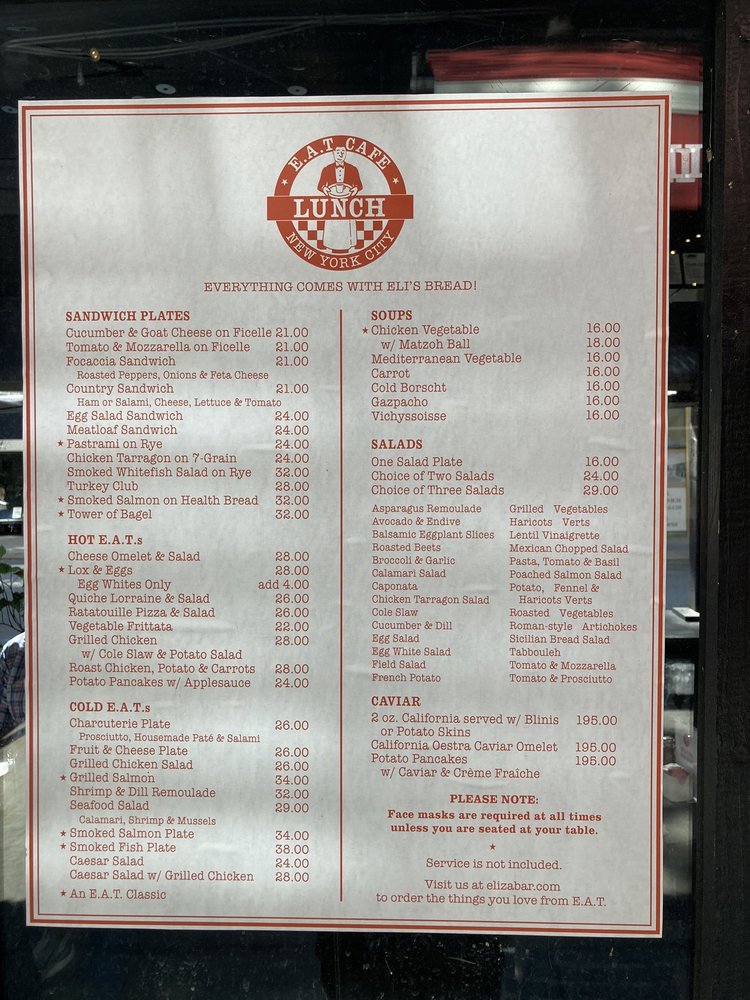 E.A.T CAFE
LUNCH
NEW YORK CITY
EVERYTHING COMES WITH ELI'S BREAD!
SANDWICH PLATES
Cucumber & Goat Cheese on Ficelle 21.00
Tomato & Mozzarella on Ficelle 21.00
Focaccia Sandwich 21.00
Roasted Peppers, Onions & Feta Cheese
Country Sandwich 21.00
Ham or Salami, Cheese, Lettuce & Tomato
Egg Salad Sandwich 24.00
Meatloaf Sandwich 24.00
★ Pastrami on Rye 24.00
Chicken Tarragon on 7-Grain 24.00
Smoked Whitefish Salad on Rye 32.00
Turkey Club 28.00
★ Smoked Salmon on Health Bread 32.00
★ Tower of Bagel 32.00
HOT E.A.T.s
Cheese Omelet & Salad 28.00
★ Lox & Eggs 28.00
Egg Whites Only add 4.00
Quiche Lorraine & Salad 26.00
Ratatouille Pizza & Salad 26.00
Vegetable Frittata 22.00
Grilled Chicken 28.00
w/ Cole Slaw & Potato Salad
Roast Chicken, Potato & Carrots 28.00
Potato Pancakes w/ Applesauce 24.00
COLD E.A.T.s
Charcuterie Plate 26.00
Prosciutto, Housemade Paté & Salami
Fruit & Cheese Plate 26.00
Grilled Chicken Salad 26.00
★ Grilled Salmon 34.00
Shrimp & Dill Remoulade 32.00
Seafood Salad 29.00
Calamari, Shrimp & Mussels
★ Smoked Salmon Plate 34.00
★ Smoked Fish Plate 38.00
Caesar Salad 24.00
Caesar Salad w/ Grilled Chicken 28.00
★ An E.A.T. Classic
SOUPS
★ Chicken Vegetable 16.00
w/ Matzoh Ball 18.00
Mediterranean Vegetable 16.00
Carrot 16.00
Cold Borscht 16.00
Gazpacho 16.00
Vichyssoisse 16.00
SALADS
One Salad Plate 16.00
Choice of Two Salads 24.00
Choice of Three Salads 29.00
Asparagus Remoulade
Avocado & Endive
Balsamic Eggplant Slices
Roasted Beets
Broccoli & Garlic
Calamari Salad
Caponata
Chicken Tarragon Salad
Cole Slaw
Cucumber & Dill
Egg Salad
Egg White Salad
Field Salad
French Potato
Grilled Vegetables
Haricots Verts
Lentil Vinaigrette
Mexican Chopped Salad
Pasta, Tomato & Basil
Poached Salmon Salad
Potato, Fennel &
Haricots Verts
Roasted Vegetables
Roman-style Artichokes
Sicilian Bread Salad
Tabbouleh
Tomato & Mozzarella
Tomato & Prosciutto
CAVIAR
2 oz. California served w/ Blinis 195.00
or Potato Skins
California Oestra Caviar Omelet 195.00
Potato Pancakes 195.00
w/ Caviar & Crème Fraiche
PLEASE NOTE:
Face masks are required at all times
unless you are seated at your table.
★
Service is not included.
Visit us at elizabar.com
to order the things you love from E.A.T.